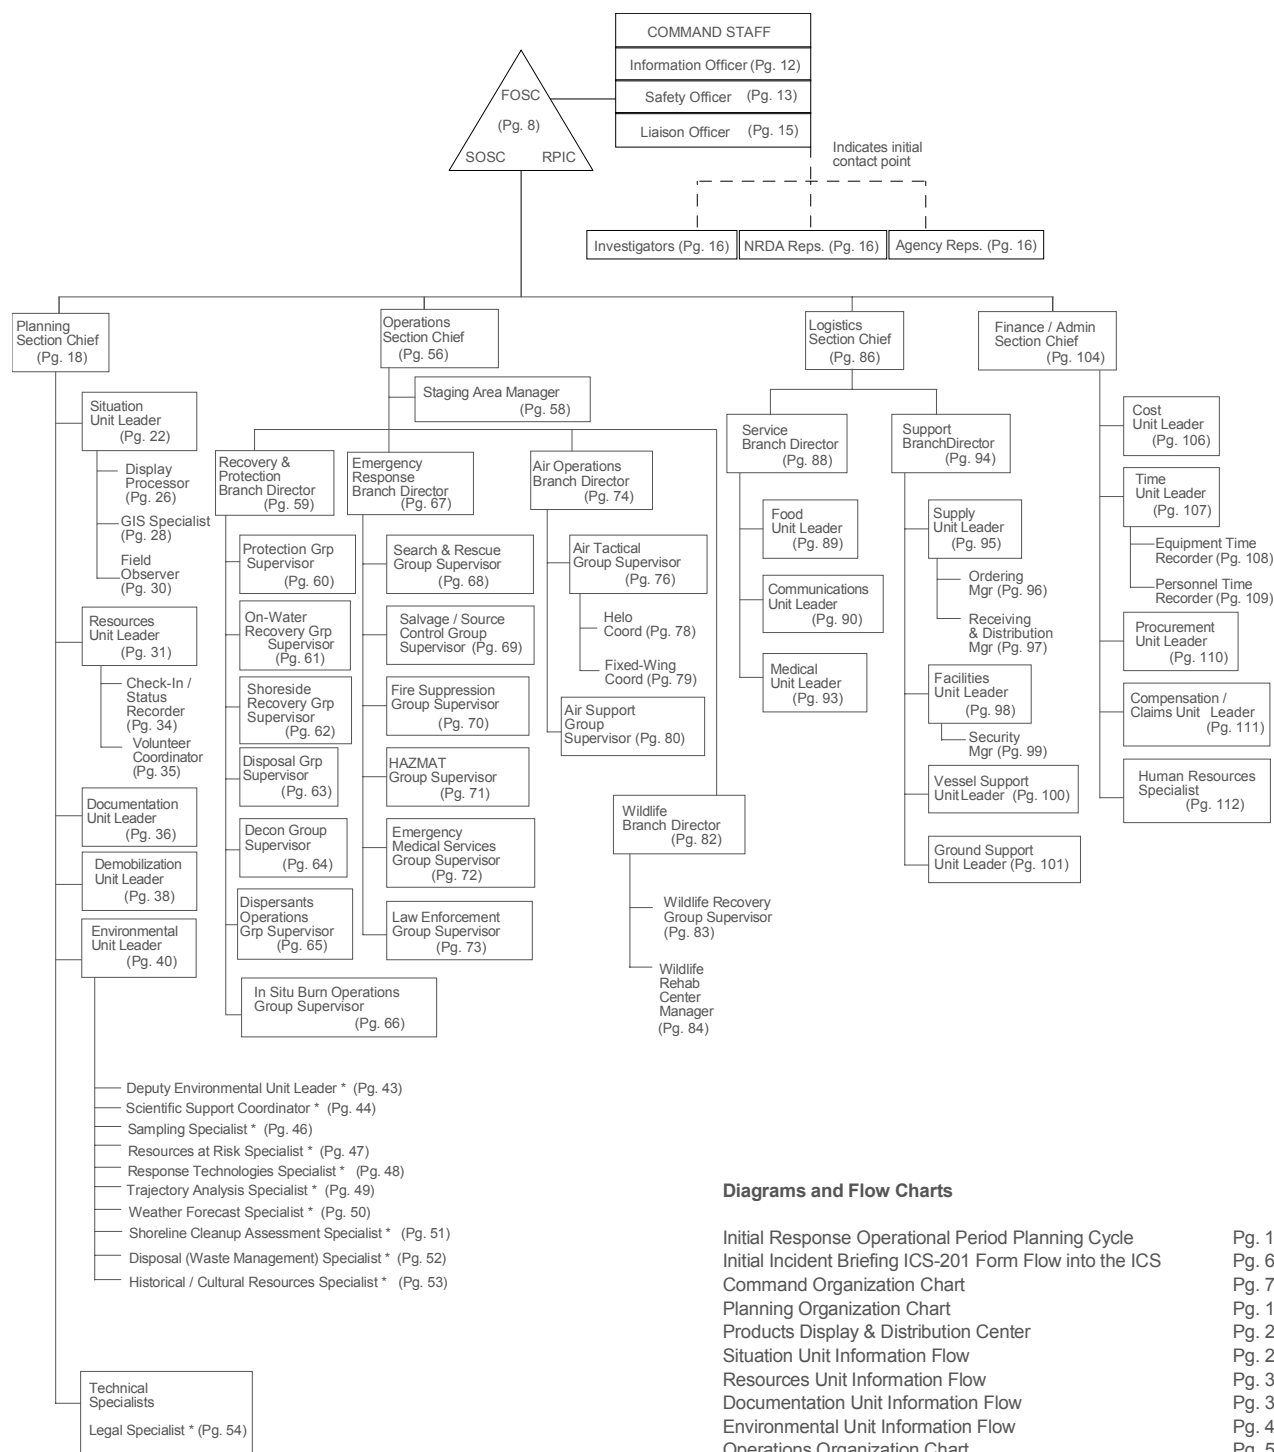 COMMAND STAFF
Information Officer (Pg. 12)
Safety Officer (Pg. 13)
Liaison Officer (Pg. 15)
FOSC
(Pg. 8)
SOSC RPIC
Indicates initial
contact point
Investigators (Pg. 16)
NRDA Reps. (Pg. 16)
Agency Reps. (Pg. 16)
Planning
Section Chief
(Pg. 18)
Operations
Section Chief
(Pg. 56)
Logistics
Section Chief
(Pg. 86)
Finance / Admin
Section Chief
(Pg. 104)
Situation
Unit Leader
(Pg. 22)
Display
Processor
(Pg. 26)
GIS Specialist
(Pg. 28)
Field
Observer
(Pg. 30)
Resources
Unit Leader
(Pg. 31)
Check-In /
Status
Recorder
(Pg. 34)
Volunteer
Coordinator
(Pg. 35)
Documentation
Unit Leader
(Pg. 36)
Demobilization
Unit Leader
(Pg. 38)
Environmental
Unit Leader
(Pg. 40)
Deputy Environmental Unit Leader * (Pg. 43)
Scientific Support Coordinator * (Pg. 44)
Sampling Specialist * (Pg. 46)
Resources at Risk Specialist * (Pg. 47)
Response Technologies Specialist * (Pg. 48)
Trajectory Analysis Specialist * (Pg. 49)
Weather Forecast Specialist * (Pg. 50)
Shoreline Cleanup Assessment Specialist * (Pg. 51)
Disposal (Waste Management) Specialist * (Pg. 52)
Historical / Cultural Resources Specialist * (Pg. 53)
Technical
Specialists
Legal Specialist * (Pg. 54)
Staging Area Manager
(Pg. 58)
Recovery &
Protection
Branch Director
(Pg. 59)
Protection Grp
Supervisor
(Pg. 60)
On-Water
Recovery Grp
Supervisor
(Pg. 61)
Shoreside
Recovery Grp
Supervisor
(Pg. 62)
Disposal Grp
Supervisor
(Pg. 63)
Decon Group
Supervisor
(Pg. 64)
Dispersants
Operations
Grp Supervisor
(Pg. 65)
In Situ Burn Operations
Group Supervisor
(Pg. 66)
Emergency
Response
Branch Director
(Pg. 67)
Search & Rescue
Group Supervisor
(Pg. 68)
Salvage / Source
Control Group
Supervisor (Pg. 69)
Fire Suppression
Group Supervisor
(Pg. 70)
HAZMAT
Group Supervisor
(Pg. 71)
Emergency
Medical Services
Group Supervisor
(Pg. 72)
Law Enforcement
Group Supervisor
(Pg. 73)
Air Operations
Branch Director
(Pg. 74)
Air Tactical
Group Supervisor
(Pg. 76)
Helo
Coord (Pg. 78)
Fixed-Wing
Coord (Pg. 79)
Air Support
Group
Supervisor (Pg. 80)
Wildlife
Branch Director
(Pg. 82)
Wildlife Recovery
Group Supervisor
(Pg. 83)
Wildlife
Rehab
Center
Manager
(Pg. 84)
Service
Branch Director
(Pg. 88)
Food
Unit Leader
(Pg. 89)
Communications
Unit Leader
(Pg. 90)
Medical
Unit Leader
(Pg. 93)
Support
BranchDirector
(Pg. 94)
Supply
Unit Leader
(Pg. 95)
Ordering
Mgr (Pg. 96)
Receiving
& Distribution
Mgr (Pg. 97)
Facilities
Unit Leader
(Pg. 98)
Security
Mgr (Pg. 99)
Vessel Support
UnitLeader (Pg. 100)
Ground Support
Unit Leader (Pg. 101)
Cost
Unit Leader
(Pg. 106)
Time
Unit Leader
(Pg. 107)
Equipment Time
Recorder (Pg. 108)
Personnel Time
Recorder (Pg. 109)
Procurement
Unit Leader
(Pg. 110)
Compensation /
Claims Unit Leader
(Pg. 111)
Human Resources
Specialist
(Pg. 112)
Diagrams and Flow Charts
Initial Response Operational Period Planning Cycle Pg. 1
Initial Incident Briefing ICS-201 Form Flow into the ICS Pg. 6
Command Organization Chart Pg. 7
Planning Organization Chart Pg. 1
Products Display & Distribution Center Pg. 2
Situation Unit Information Flow Pg. 2
Resources Unit Information Flow Pg. 3
Documentation Unit Information Flow Pg. 3
Environmental Unit Information Flow Pg. 4
Operations Organization Chart Pg. 5